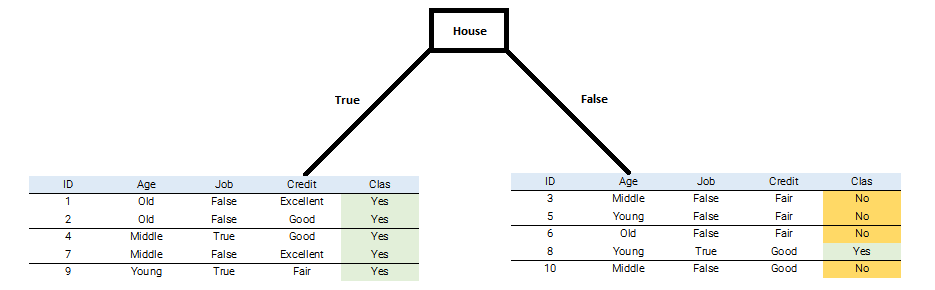 House
True
False
ID Age Job Credit Clas
1 Old False Excellent Yes
2 Old False Good Yes
4 Middle True Good Yes
7 Middle False Excellent Yes
9 Young True Fair Yes
ID Age Job Credit Clas
3 Middle False Fair No
5 Young False Fair No
6 Old False Fair No
8 Young True Good Yes
10 Middle False Good No